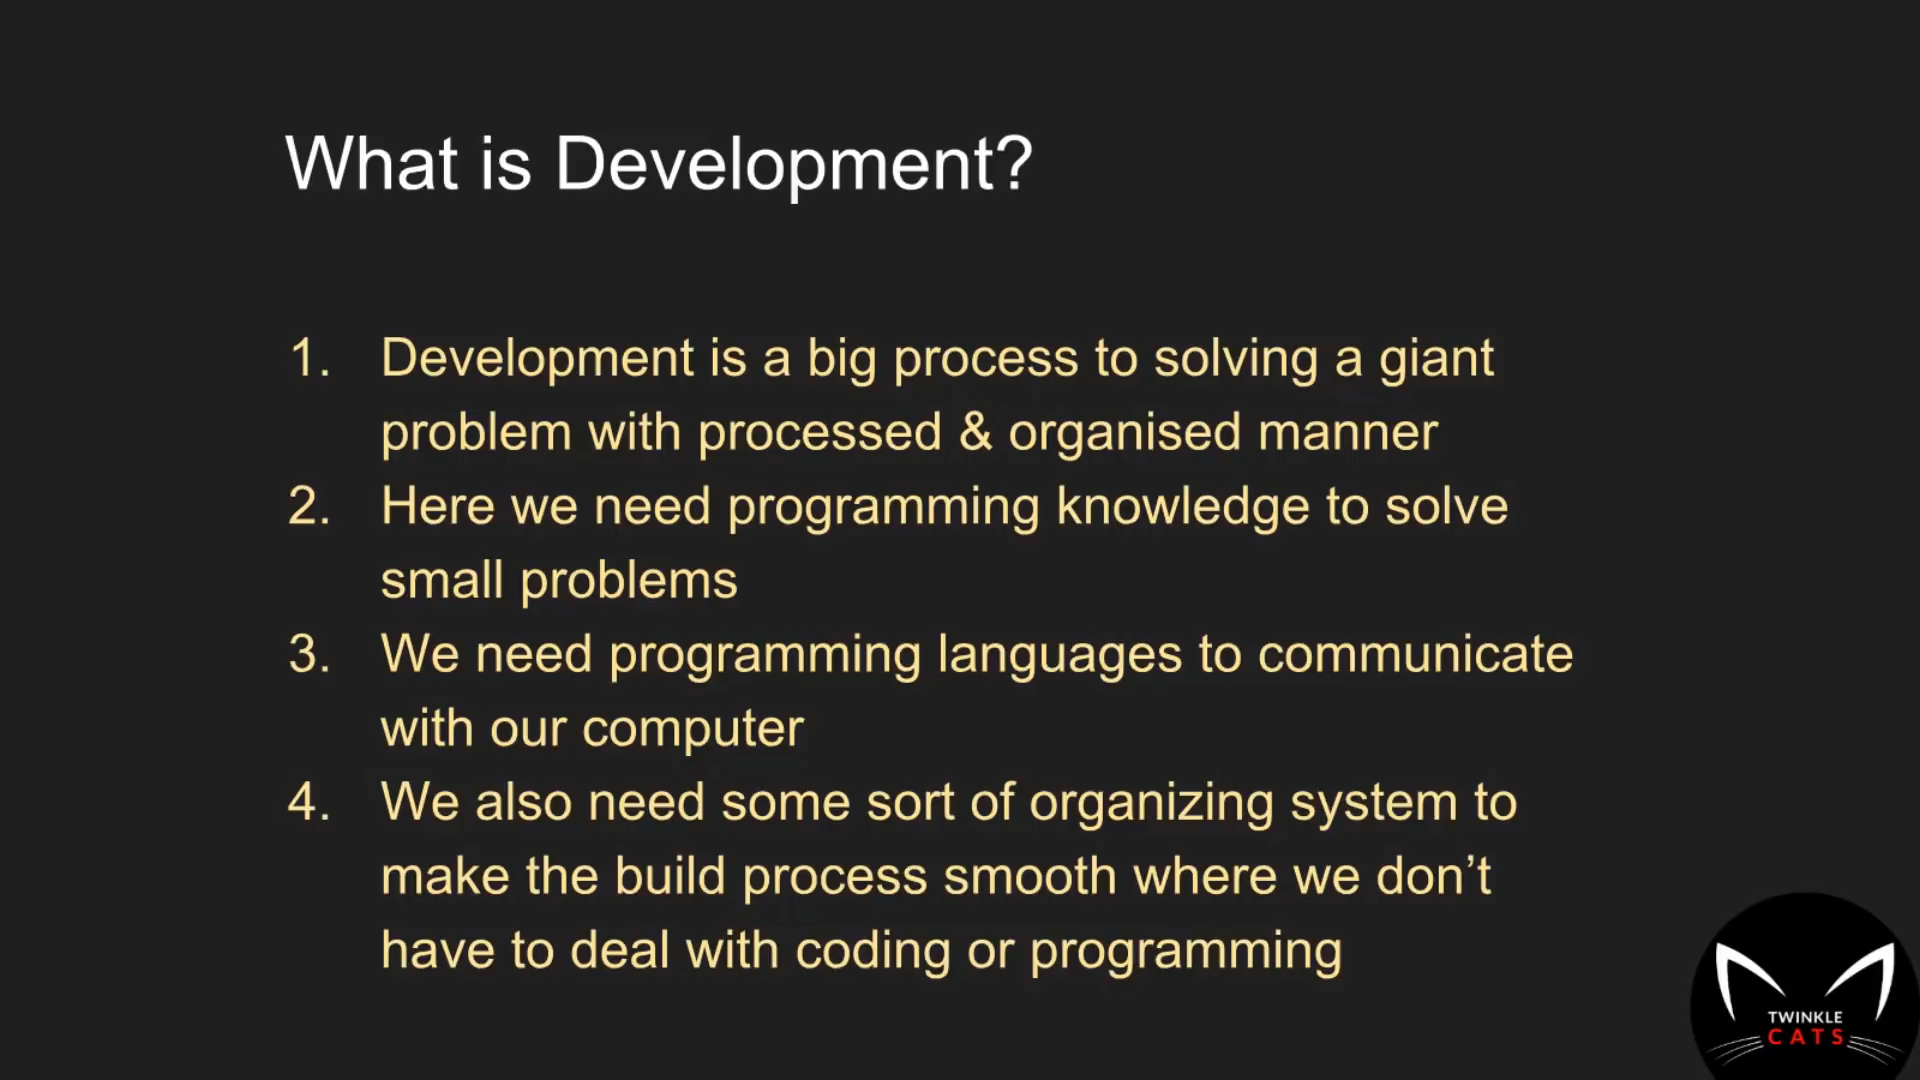 What is Development?
1. Development is a big process to solving a giant
problem with processed & organised manner
2. Here we need programming knowledge to solve
small problems
3. We need programming languages to communicate
with our computer
4. We also need some sort of organizing system to
make the build process smooth where we don’t
have to deal with coding or programming
TWINKLE
CATS